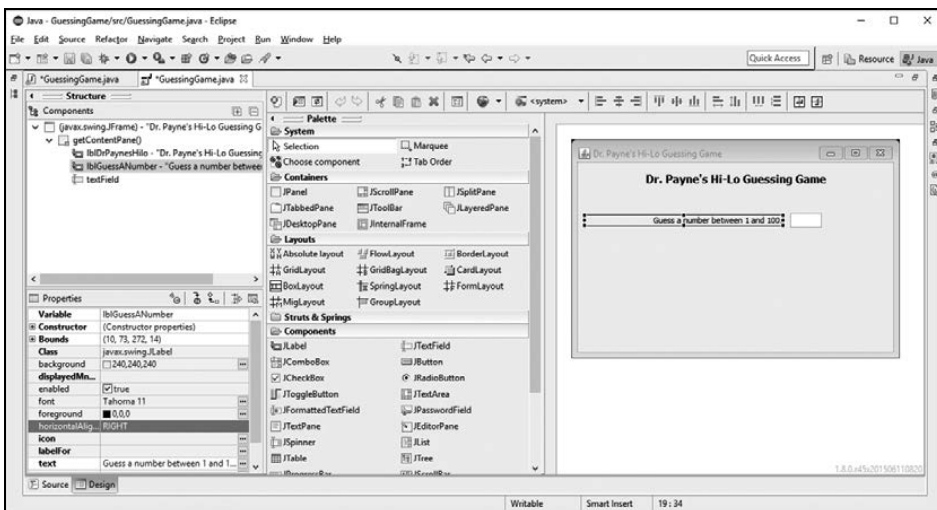 Java - GuessingGame/src/GuessingGame.java - Eclipse
File Edit Source Refactor Navigate Search Project Run Window Help
Quick Access
Resource
Java
*GuessingGame.java
*GuessingGame.java
Structure
Components
(javax.swing.JFrame) - "Dr. Payne's Hi-Lo Guessing G
getContentPane()
lblDrPaynesHilo - "Dr. Payne's Hi-Lo Guessing
lblGuessANumber - "Guess a number betwee
textField
Properties
Variable lblGuessANumber
Constructor (Constructor properties)
Bounds (10, 73, 272, 14)
Class javax.swing.JLabel
background 240,240,240
displayedMn...
enabled true
font Tahoma 11
foreground 0,0,0
horizontalAlig... RIGHT
icon
labelFor
text Guess a number between 1 and 1...
Source Design
Palette
System
Selection Marquee
Choose component Tab Order
Containers
JPanel JScrollPane JSplitPane
JTabbedPane JToolBar JLayeredPane
JDesktopPane JInternalFrame
Layouts
Absolute layout FlowLayout BorderLayout
GridLayout GridBagLayout CardLayout
BoxLayout SpringLayout FormLayout
MigLayout GroupLayout
Struts & Springs
Components
JLabel JTextField
JComboBox JButton
JCheckBox JRadioButton
JToggleButton JTextArea
JFormattedTextField JPasswordField
JTextPane JEditorPane
JSpinner JList
JTable JTree
JProgressBar JScrollBar
<system>
Dr. Payne's Hi-Lo Guessing Game
Dr. Payne's Hi-Lo Guessing Game
Guess a number between 1 and 100:
1.8.0.r45x201506110820
Writable Smart Insert 19 : 34